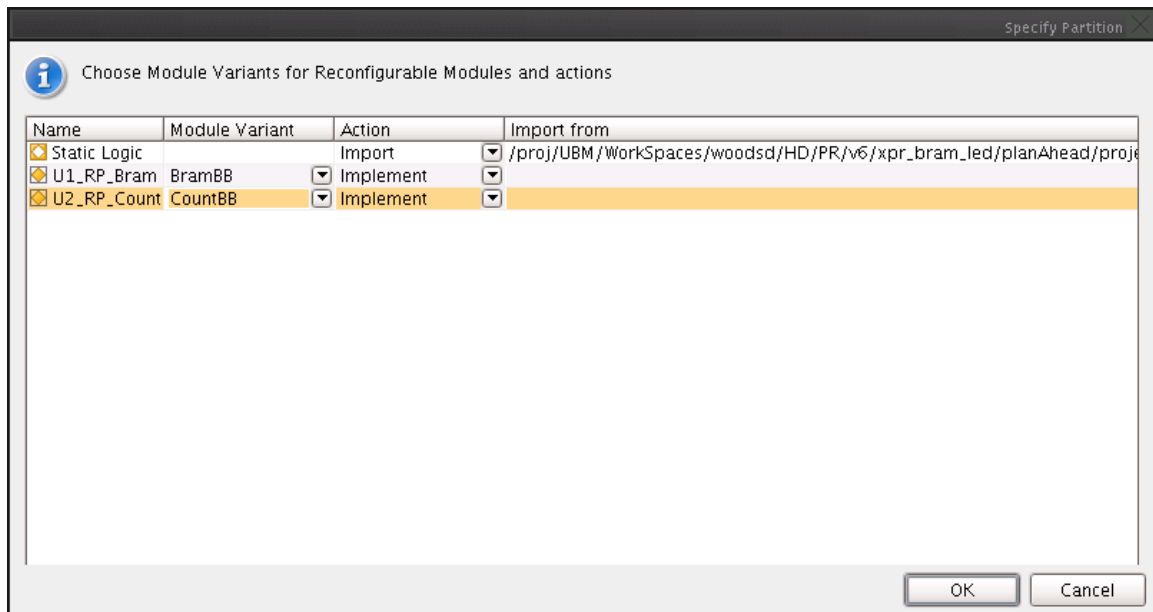 Specify Partition
Choose Module Variants for Reconfigurable Modules and actions
Name Module Variant Action Import from
Static Logic Import /proj/UBM/WorkSpaces/woodsd/HD/PR/v6/xpr_bram_led/planAhead/proje
U1_RP_Bram BramBB Implement
U2_RP_Count CountBB Implement
OK Cancel